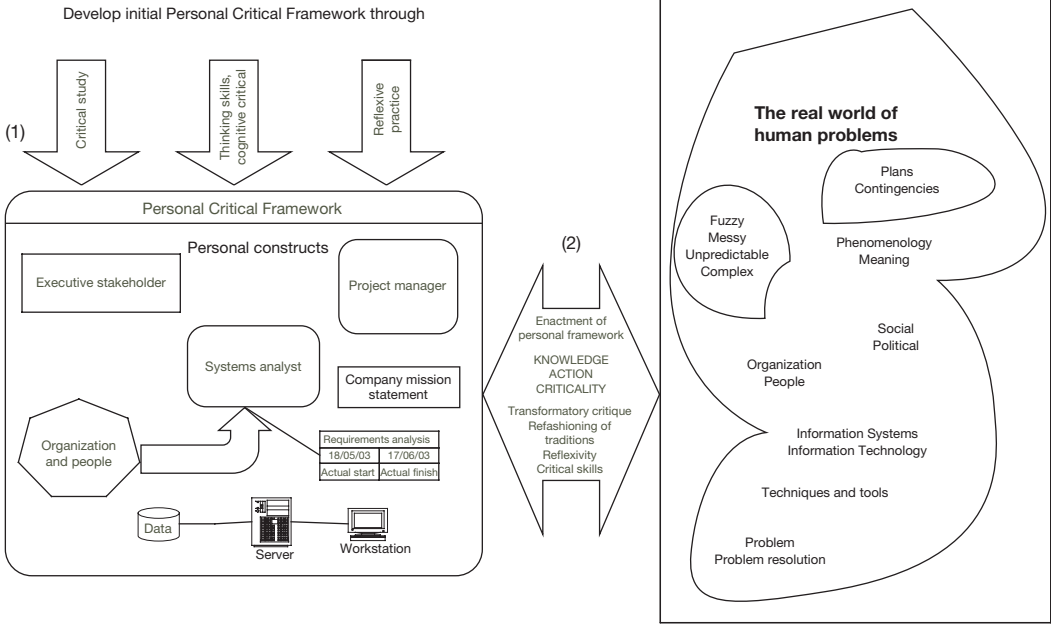 Develop initial Personal Critical Framework through
(1)
Critical study
Thinking skills,
cognitive critical
Reflexive
practice
Personal Critical Framework
Personal constructs
Executive stakeholder
Project manager
Systems analyst
Company mission
statement
Organization
and people
Requirements analysis
18/05/03 17/06/03
Actual start Actual finish
Data
Server
Workstation
(2)
Enactment of
personal framework
KNOWLEDGE
ACTION
CRITICALITY
Transformatory critique
Refashioning of
traditions
Reflexivity
Critical skills
The real world of
human problems
Plans
Contingencies
Fuzzy
Messy
Unpredictable
Complex
Phenomenology
Meaning
Social
Political
Organization
People
Information Systems
Information Technology
Techniques and tools
Problem
Problem resolution